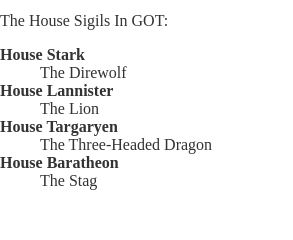 The House Sigils In GOT:
House Stark
The Direwolf
House Lannister
The Lion
House Targaryen
The Three-Headed Dragon
House Baratheon
The Stag